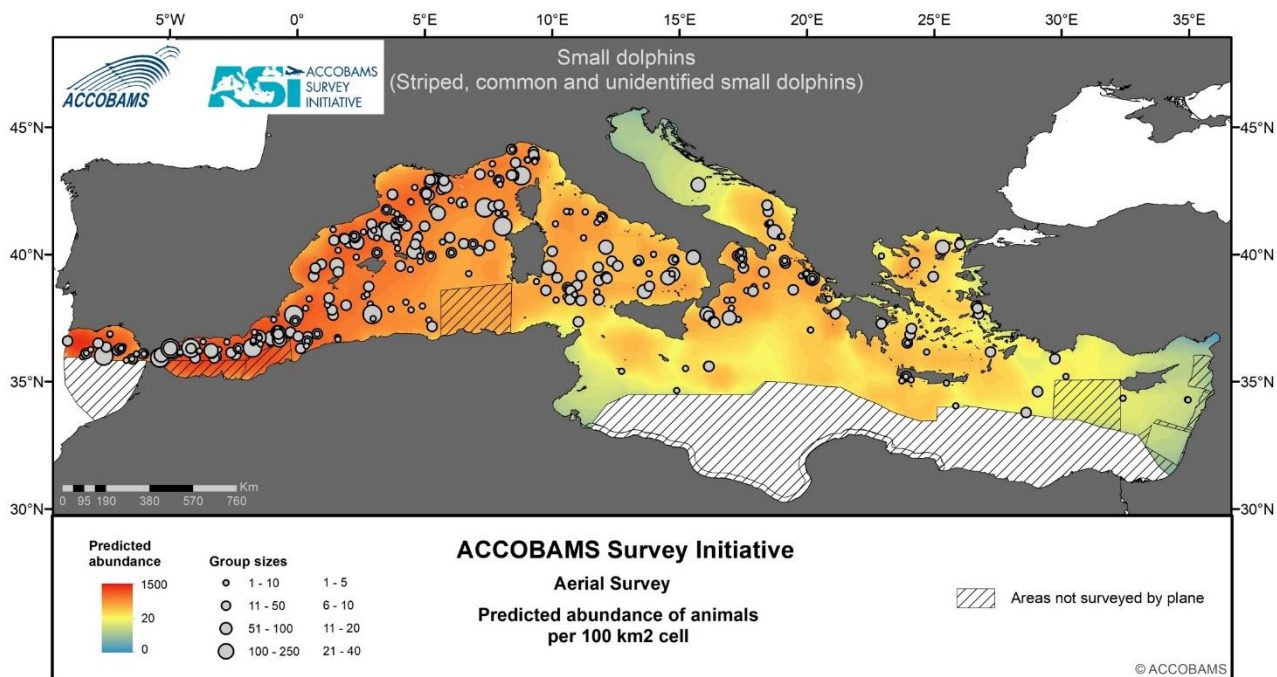 5°W 0° 5°E 10°E 15°E 20°E 25°E 30°E 35°E
ACCOBAMS
ASI
ACCOBAMS
SURVEY
INITIATIVE
Small dolphins
(Striped, common and unidentified small dolphins)
45°N 45°N
40°N 40°N
35°N 35°N
30°N 30°N
Km
0 95 190 380 570 760
Predicted
abundance
1500
20
0
Group sizes
1 - 10 1 - 5
11 - 50 6 - 10
51 - 100 11 - 20
100 - 250 21 - 40
ACCOBAMS Survey Initiative
Aerial Survey
Predicted abundance of animals
per 100 km2 cell
Areas not surveyed by plane
© ACCOBAMS